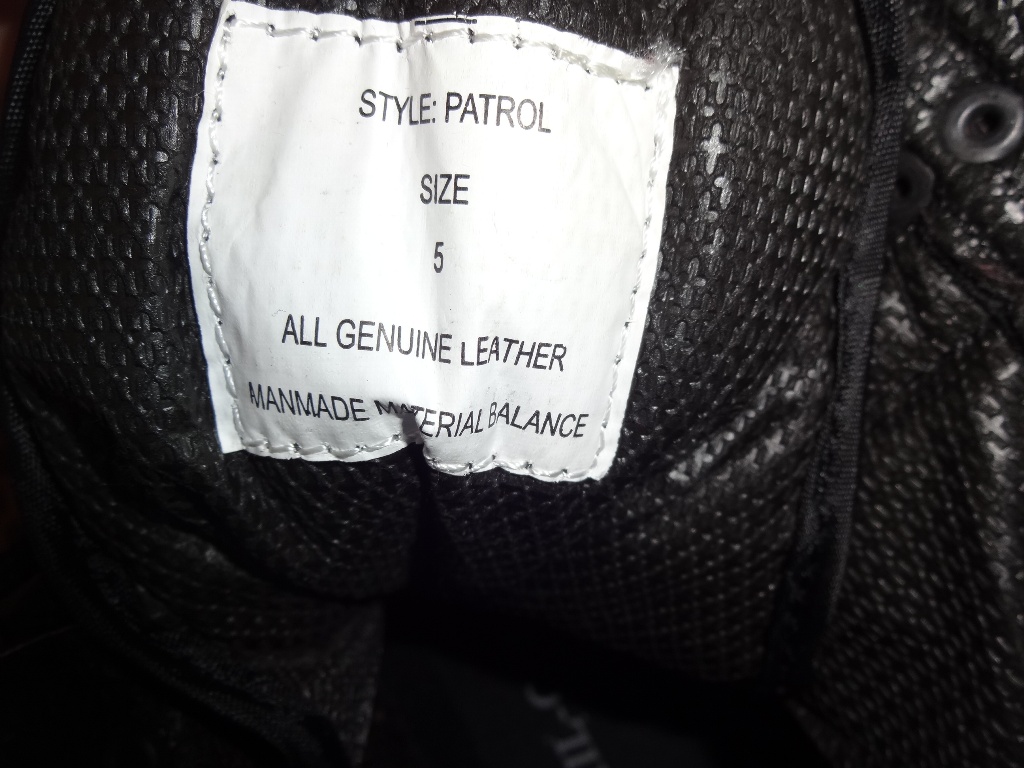 STYLE: PATROL
SIZE
5
ALL GENUINE LEATHER
MANMADE MATERIAL BALANCE